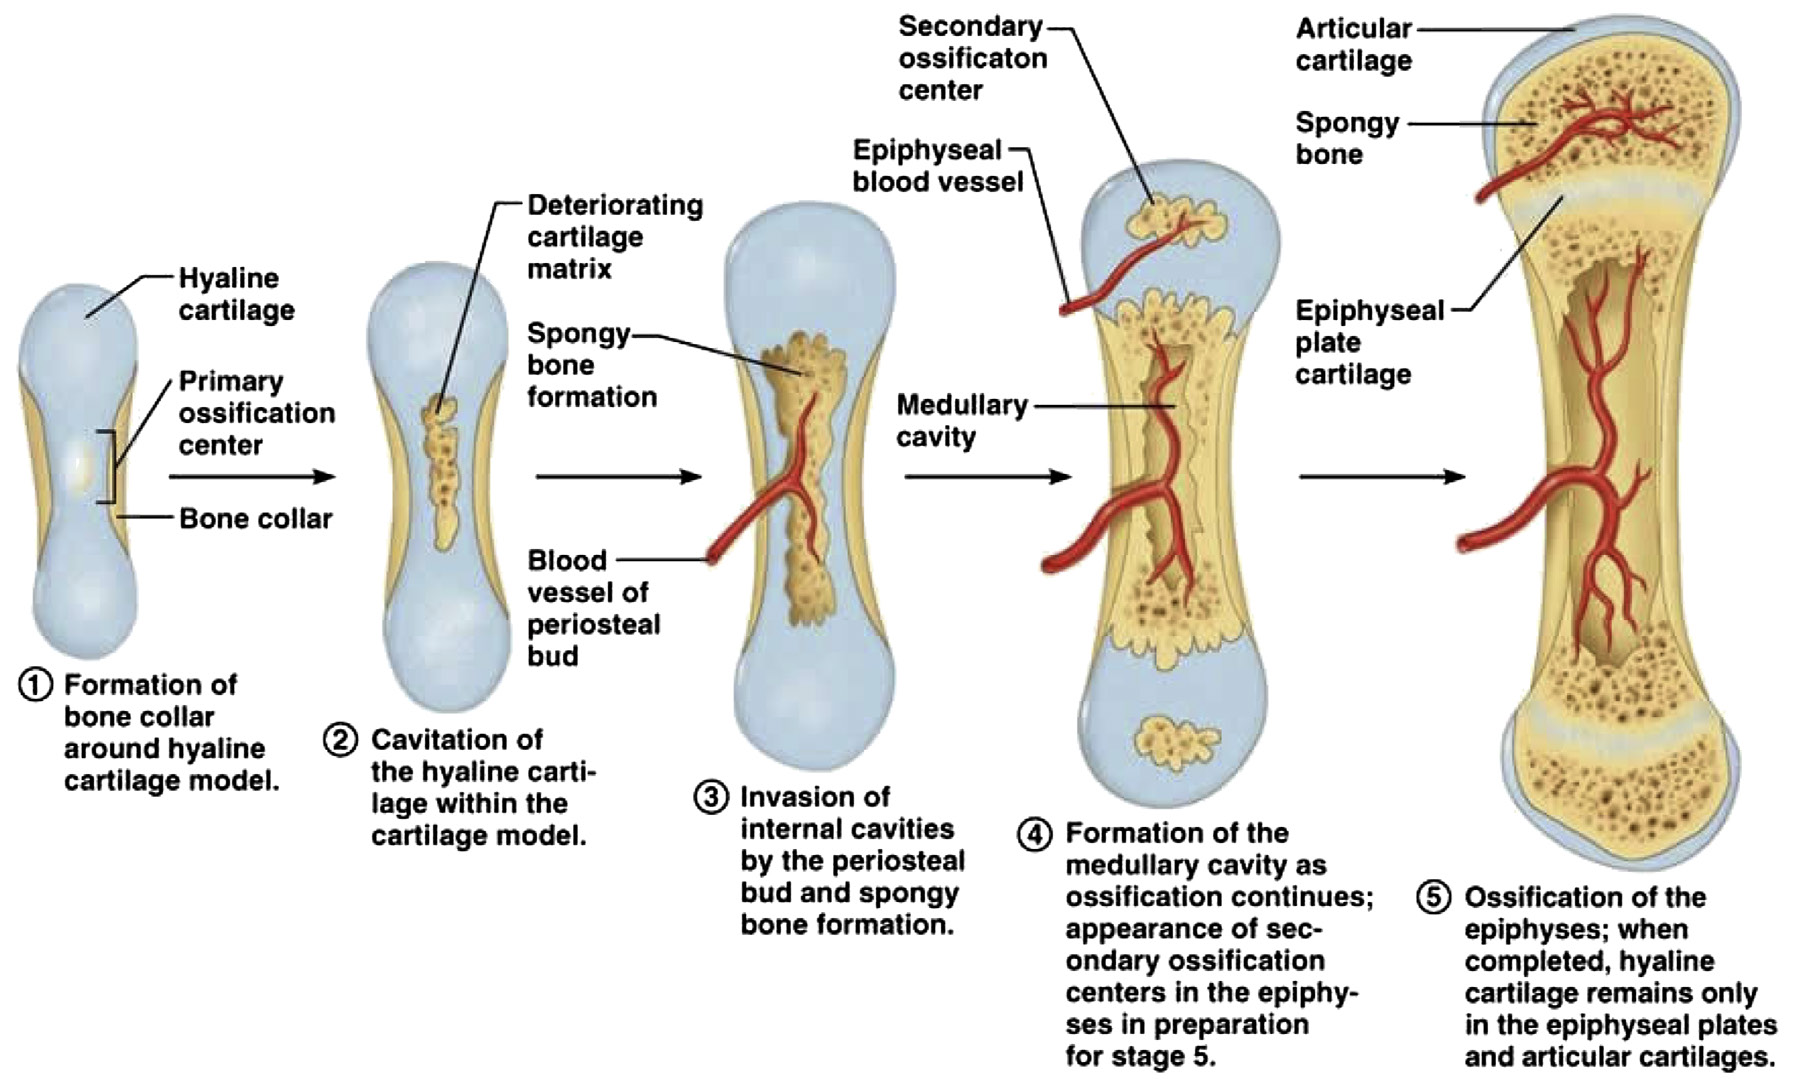 Hyaline
cartilage
Primary
ossification
center
Bone collar
① Formation of
bone collar
around hyaline
cartilage model.
Deteriorating
cartilage
matrix
② Cavitation of
the hyaline carti-
lage within the
cartilage model.
Spongy
bone
formation
Blood
vessel of
periosteal
bud
③ Invasion of
internal cavities
by the periosteal
bud and spongy
bone formation.
Secondary
ossificaton
center
Epiphyseal
blood vessel
Medullary
cavity
④ Formation of the
medullary cavity as
ossification continues;
appearance of sec-
ondary ossification
centers in the epiphy-
ses in preparation
for stage 5.
Articular
cartilage
Spongy
bone
Epiphyseal
plate
cartilage
⑤ Ossification of the
epiphyses; when
completed, hyaline
cartilage remains only
in the epiphyseal plates
and articular cartilages.